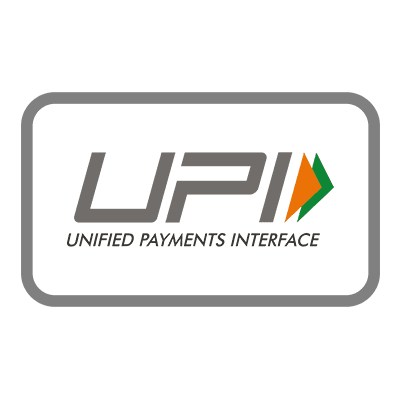 UPI
UNIFIED PAYMENTS INTERFACE